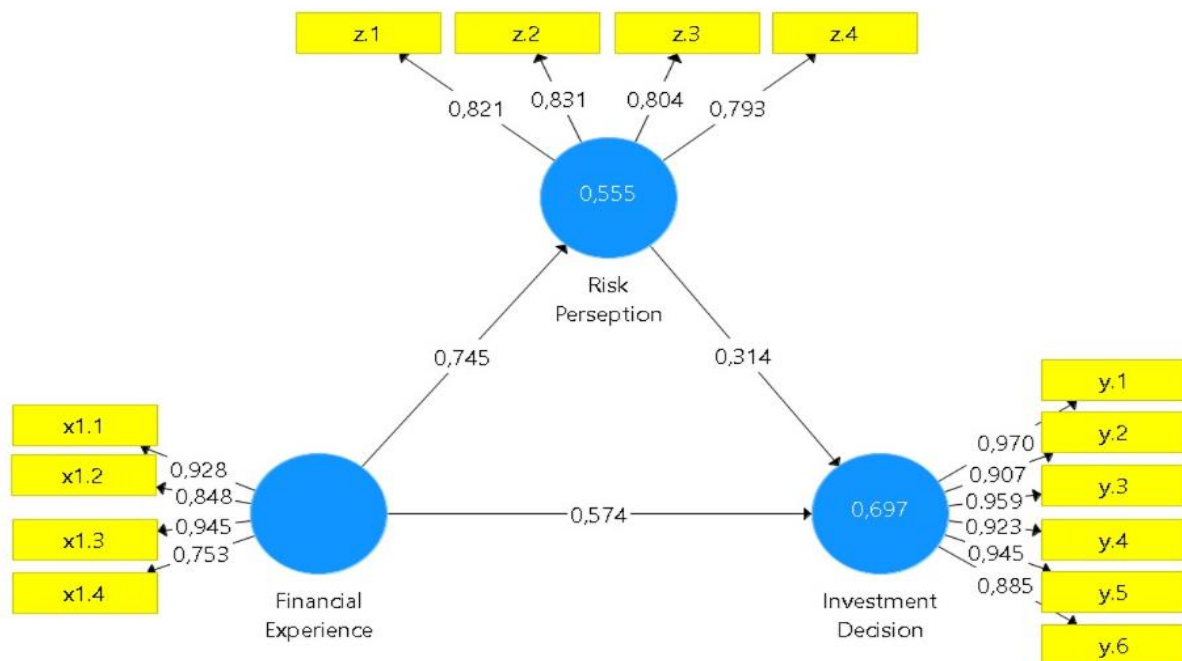 z.1
z.2
z.3
z.4
0,821
0,831
0,804
0,793
0,555
Risk
Perseption
0,745
0,314
x1.1
x1.2
x1.3
x1.4
0,928
0,848
0,945
0,753
Financial
Experience
0,574
0,697
Investment
Decision
0,970
0,907
0.959
0,923
0,945
0,885
y.1
y.2
y.3
y.4
y.5
y.6